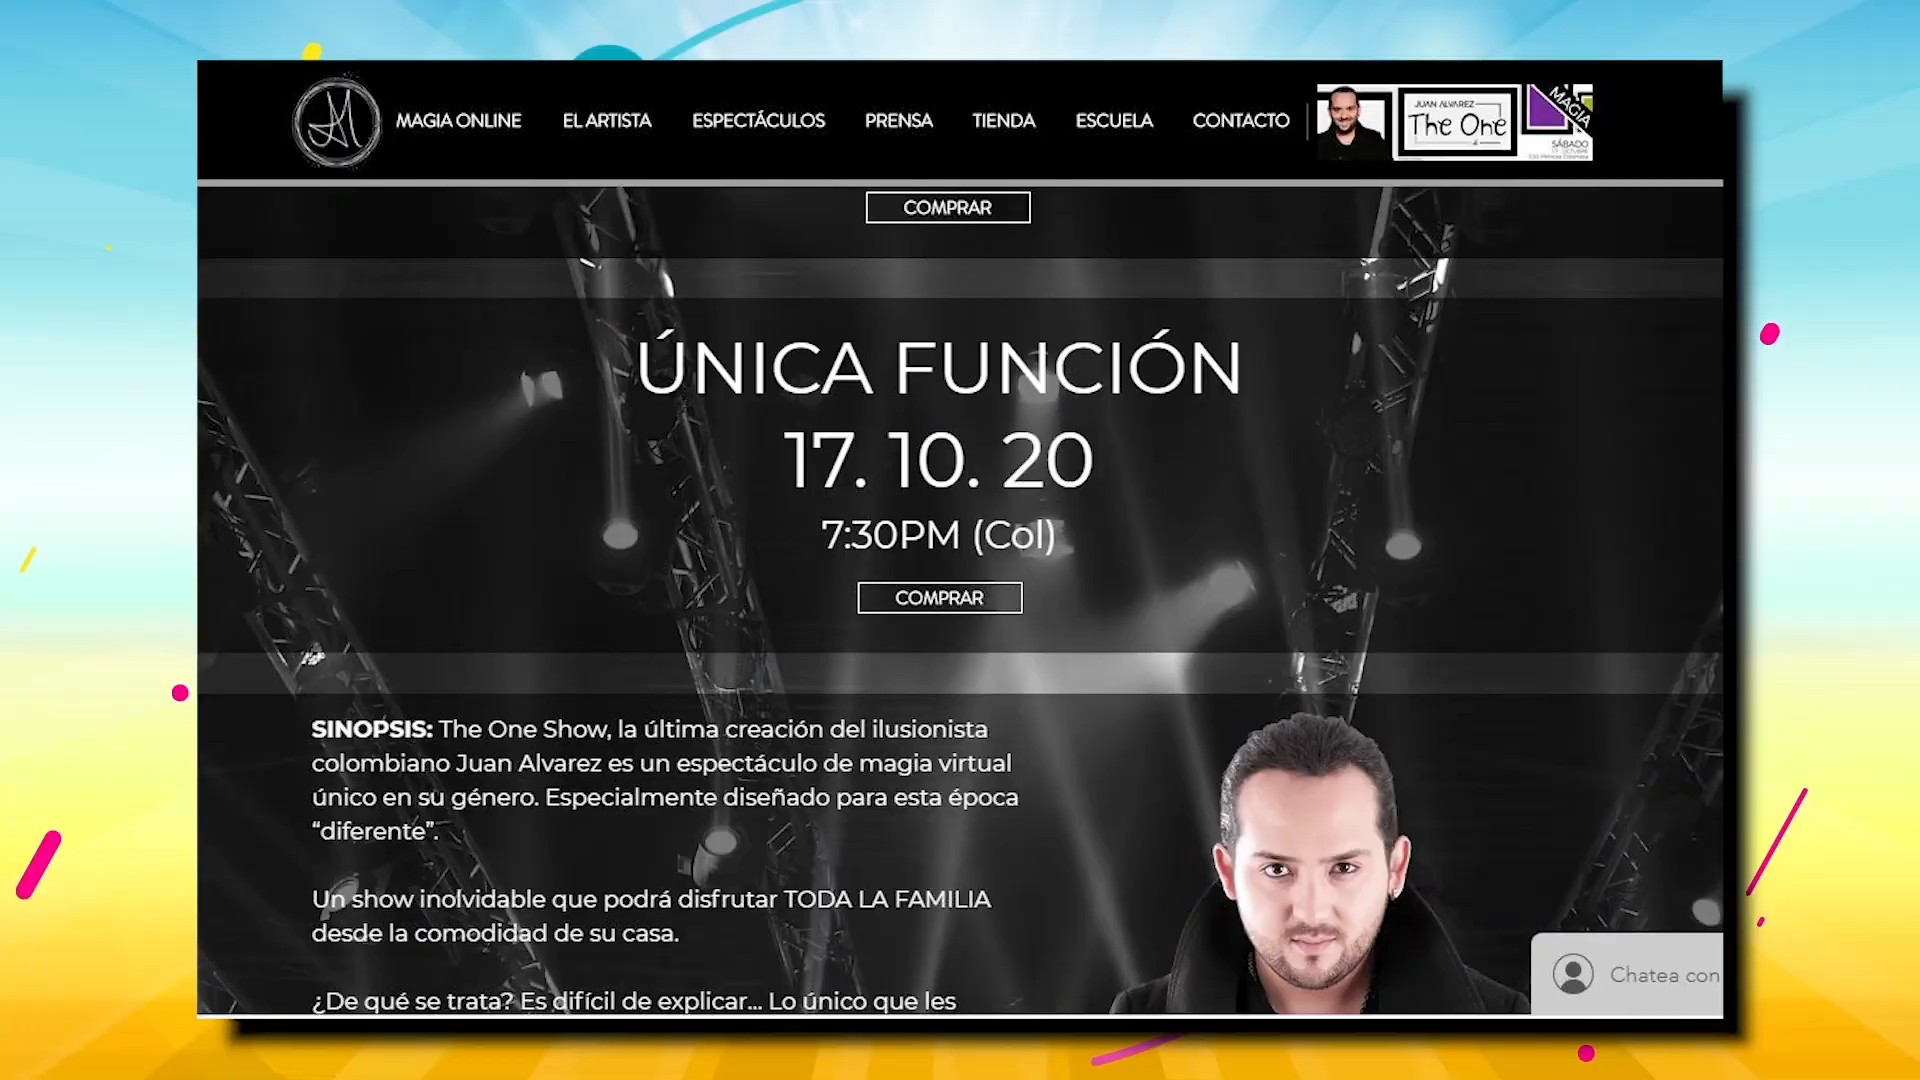 MAGIA ONLINE EL ARTISTA ESPECTÁCULOS PRENSA TIENDA ESCUELA CONTACTO
JUAN ALVAREZ
The One
MAGIA
SÁBADO
COMPRAR
ÚNICA FUNCIÓN
17. 10. 20
7:30PM (Col)
COMPRAR
SINOPSIS: The One Show, la última creación del ilusionista
colombiano Juan Alvarez es un espectáculo de magia virtual
único en su género. Especialmente diseñado para esta época
“diferente”.
Un show inolvidable que podrá disfrutar TODA LA FAMILIA
desde la comodidad de su casa.
¿De qué se trata? Es difícil de explicar... Lo único que les
Chatea con